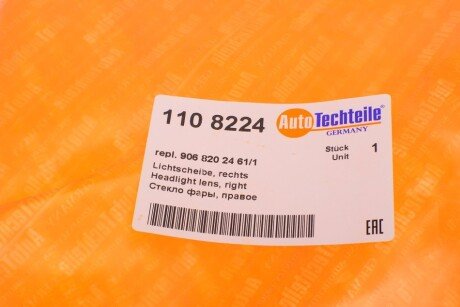 110 8224
AutoTechteile®
GERMANY
repl. 906 820 24 61/1
Stück
Unit
1
Lichtscheibe, rechts
Headlight lens, right
Стекло фары, правое
EAC